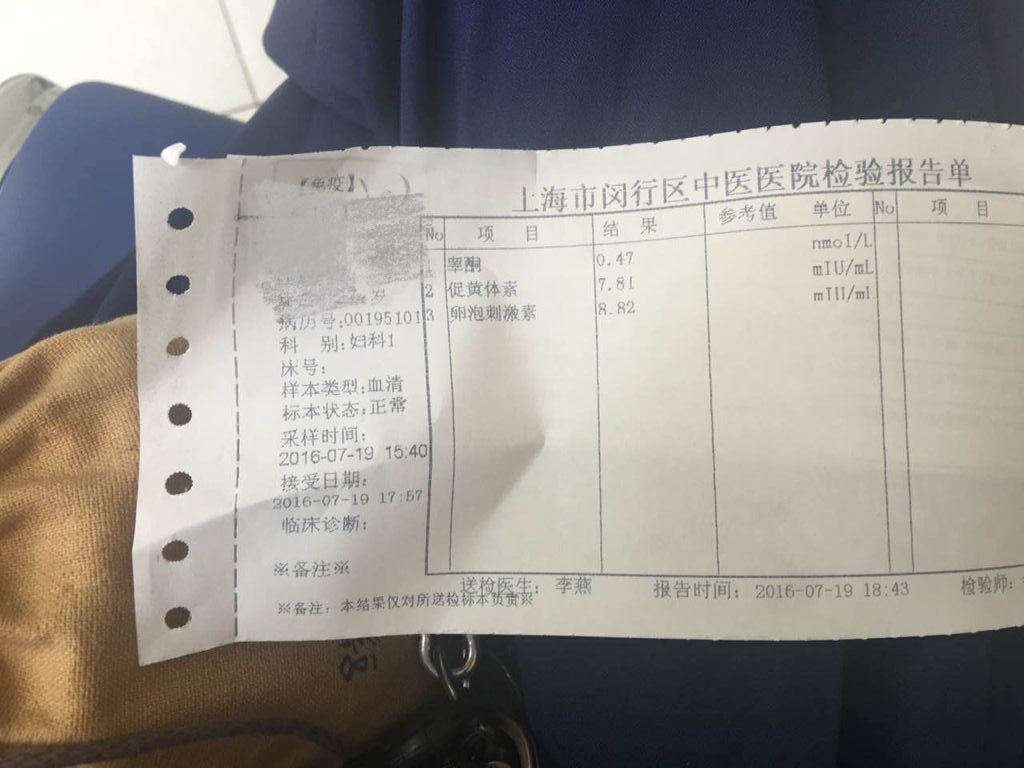 【免疫】
上海市闵行区中医医院检验报告单
No 项 目 结 果 参考值 单位 No 项 目
睾酮 0.47 nmol/L
2 促黄体素 7.81 mIU/mL
3 卵泡刺激素 8.82 mIU/mL
岁
病历号:00195101
科 别:妇科1
床号:
样本类型:血清
标本状态:正常
采样时间:
2016-07-19 15:40
接受日期:
2016-07-19 17:57
临床诊断:
※备注※
送检医生: 李燕 报告时间: 2016-07-19 18:43 检验师:
※备注: 本结果仅对所送检标本负责※